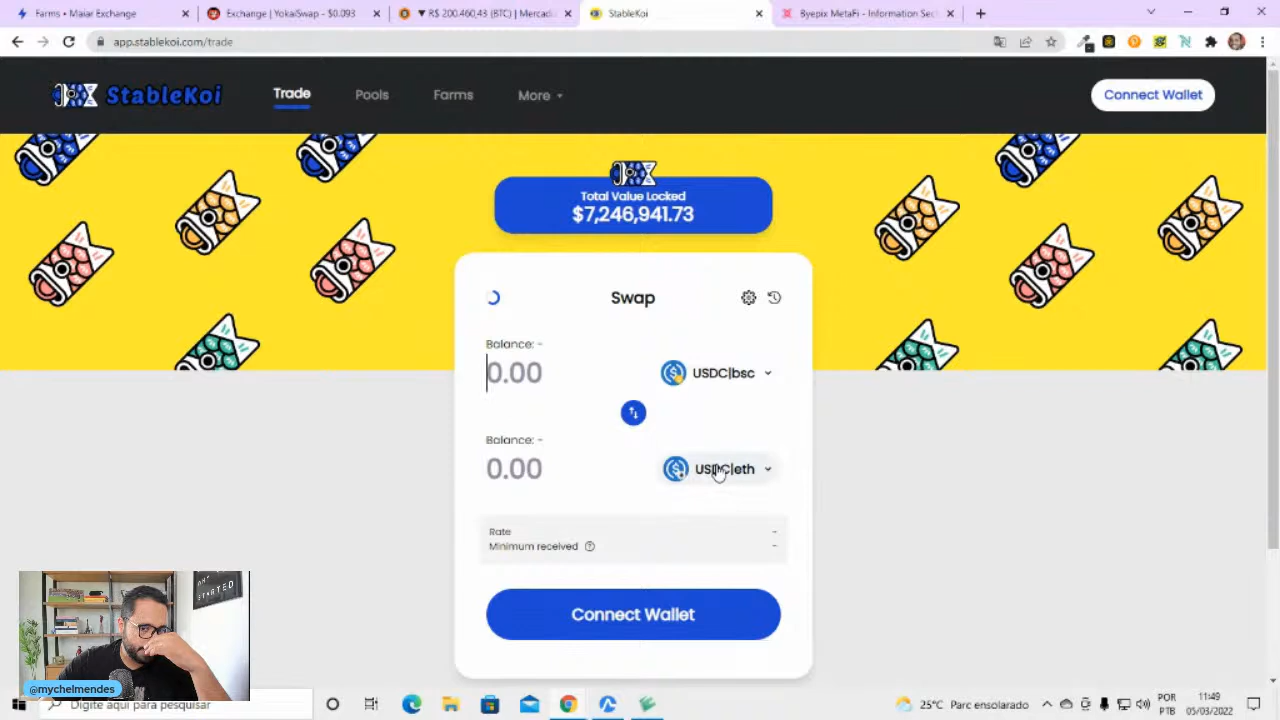 Farms - Maiar Exchange
Exchange | YokaiSwap - $0.093
▼ R$ 200.460,43 (BTC) | Mercad
StableKoi
Byepix MetaFi - Information Sec
app.stablekoi.com/trade
StableKoi
Trade
Pools
Farms
More
Connect Wallet
Total Value Locked
$7,246,941.73
Swap
Balance: -
0.00
USDC|bsc
Balance: -
0.00
USDC|eth
Rate
-
Minimum received
-
Connect Wallet
STARTED
@mychelmendes
Digite aqui para pesquisar
25°C Parc ensolarado
POR
PTB
11:49
05/03/2022